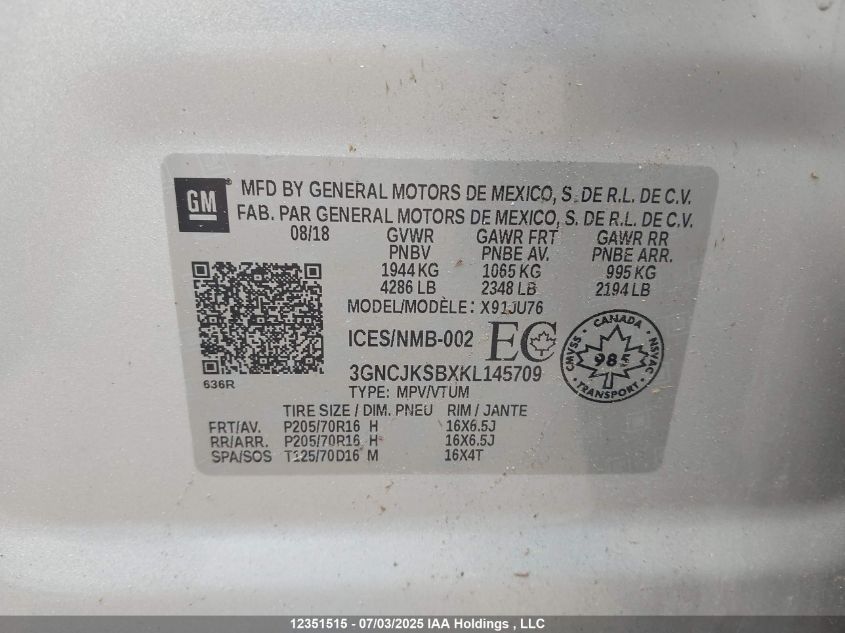 GM® MFD BY GENERAL MOTORS DE MEXICO, S. DE R.L. DE C.V.
FAB. PAR GENERAL MOTORS DE MEXICO, S. DE R.L. DE C.V.
08/18 GVWR GAWR FRT GAWR RR
PNBV PNBE AV. PNBE ARR.
1944 KG 1065 KG 995 KG
4286 LB 2348 LB 2194 LB
MODEL/MODÈLE: X91JU76
ICES/NMB-002 EC
CANADA CMVSS 985 NSVAC TRANSPORT
3GNCJKSBXKL145709
636R
TYPE: MPV/VTUM
TIRE SIZE / DIM. PNEU RIM / JANTE
FRT/AV. P205/70R16 H 16X6.5J
RR/ARR. P205/70R16 H 16X6.5J
SPA/SOS T125/70D16 M 16X4T
12351515 - 07/03/2025 IAA Holdings , LLC